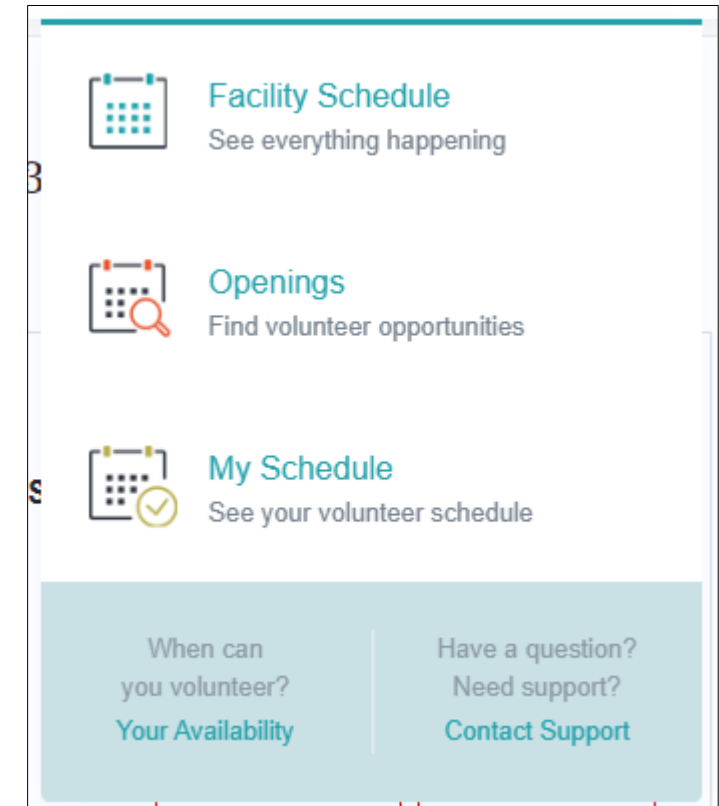 Facility Schedule
See everything happening
3
Openings
Find volunteer opportunities
My Schedule
s
See your volunteer schedule
When can
you volunteer?
Your Availability
Have a question?
Need support?
Contact Support